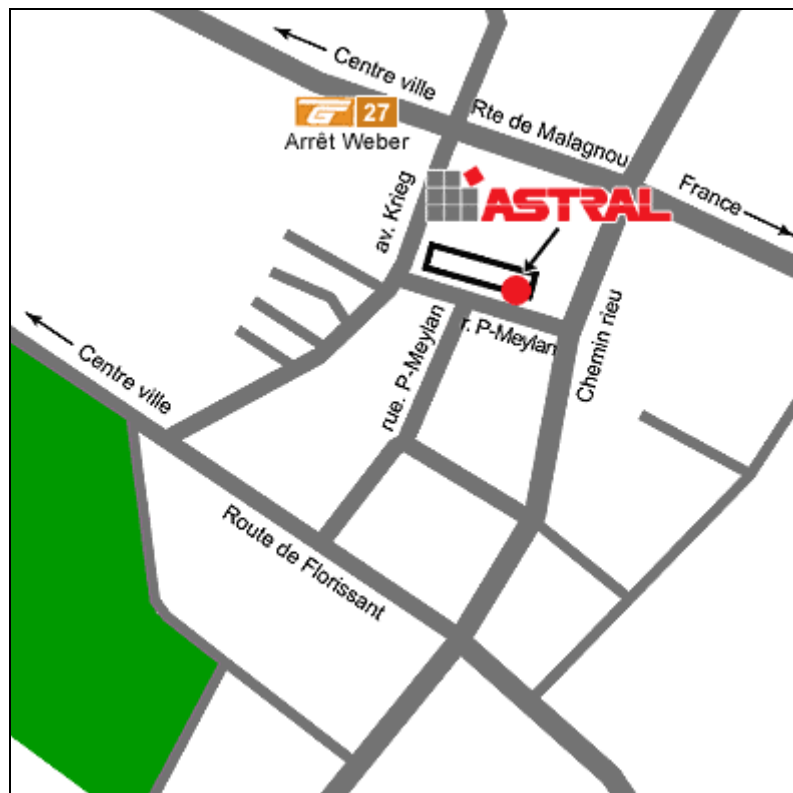 Centre ville
27
Arrêt Weber
Rte de Malagnou
av. Krieg
ASTRAL
France
r. P-Meylan
rue. P-Meylan
Chemin rieu
Centre ville
Route de Florissant